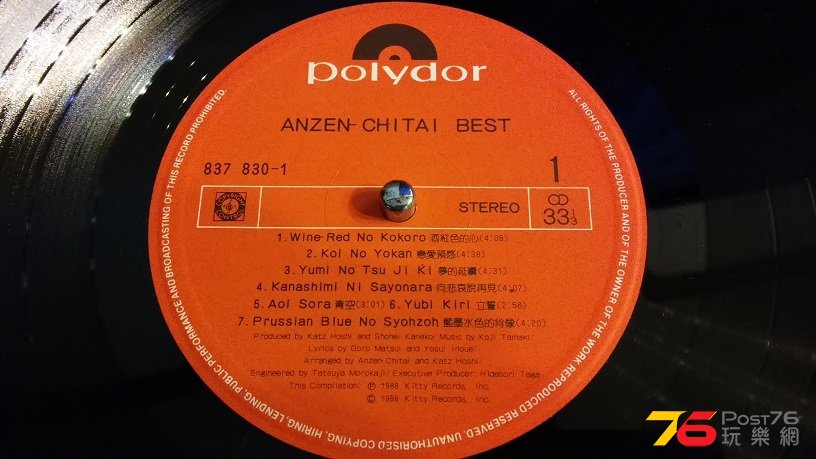 polydor
ANZEN-CHITAI BEST
837 830-1
1
COPYRIGHT CONTROL
STEREO
33⅓
1. Wine-Red No Kokoro 酒紅色的心(4:08)
2. Koi No Yokan 戀愛預感(4:38)
3. Yumi No Tsu Ji Ki 夢的延續(4:31)
4. Kanashimi Ni Sayonara 向悲哀說再見(4:07)
5. Aoi Sora 青空(3:01) 6. Yubi Kiri 立誓(2:58)
7. Prussian Blue No Syohzoh 藍墨水色的肖像(4:20)
Produced by Katz Hoshi and Shohei Kaneko/ Music by Koji Tamaki/
Lyrics by Goro Matsui and Yosui Inoue/
Arranged by Anzen Chitai and Katz Hoshi/
Engineered by Tatsuya Morokaji/ Executive Producer: Hidenori Taga
This Compilation: ℗ 1988 Kitty Records, Inc.
© 1988 Kitty Records, Inc.
ALL RIGHTS OF THE PRODUCER AND OF THE OWNER OF THE WORK REPRODUCED RESERVED. UNAUTHORISED COPYING, HIRING, LENDING, PUBLIC PERFORMANCE AND BROADCASTING OF THIS RECORD PROHIBITED.
76 Post76
玩樂網